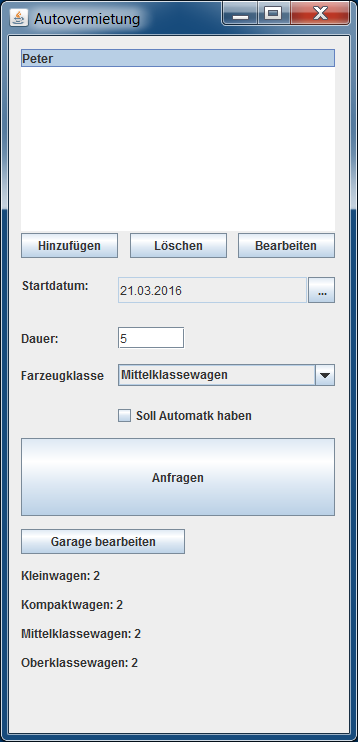 Autovermietung
Peter
Hinzufügen Löschen Bearbeiten
Startdatum: 21.03.2016 ...
Dauer: 5
Farzeugklasse Mittelklassewagen
Soll Automatk haben
Anfragen
Garage bearbeiten
Kleinwagen: 2
Kompaktwagen: 2
Mittelklassewagen: 2
Oberklassewagen: 2